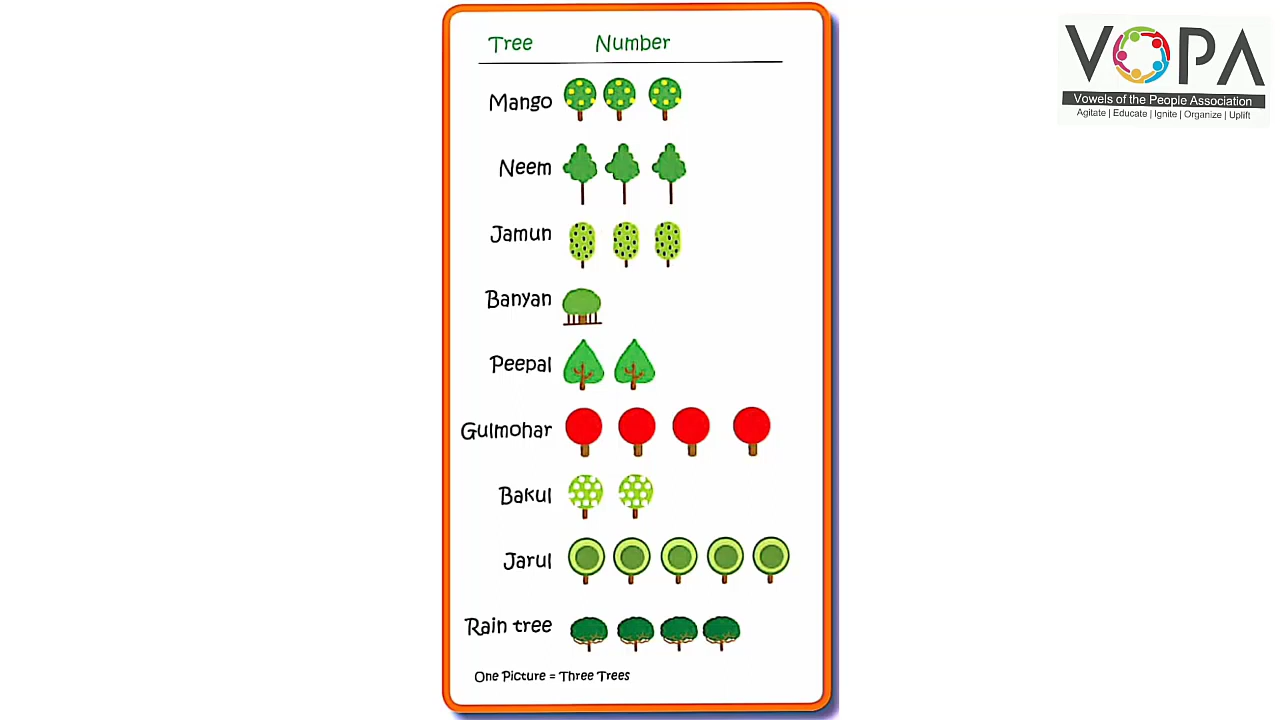 Tree Number
Mango
Neem
Jamun
Banyan
Peepal
Gulmohar
Bakul
Jarul
Rain tree
One Picture = Three Trees
VOPA
Vowels of the People Association
Agitate | Educate | Ignite | Organize | Uplift